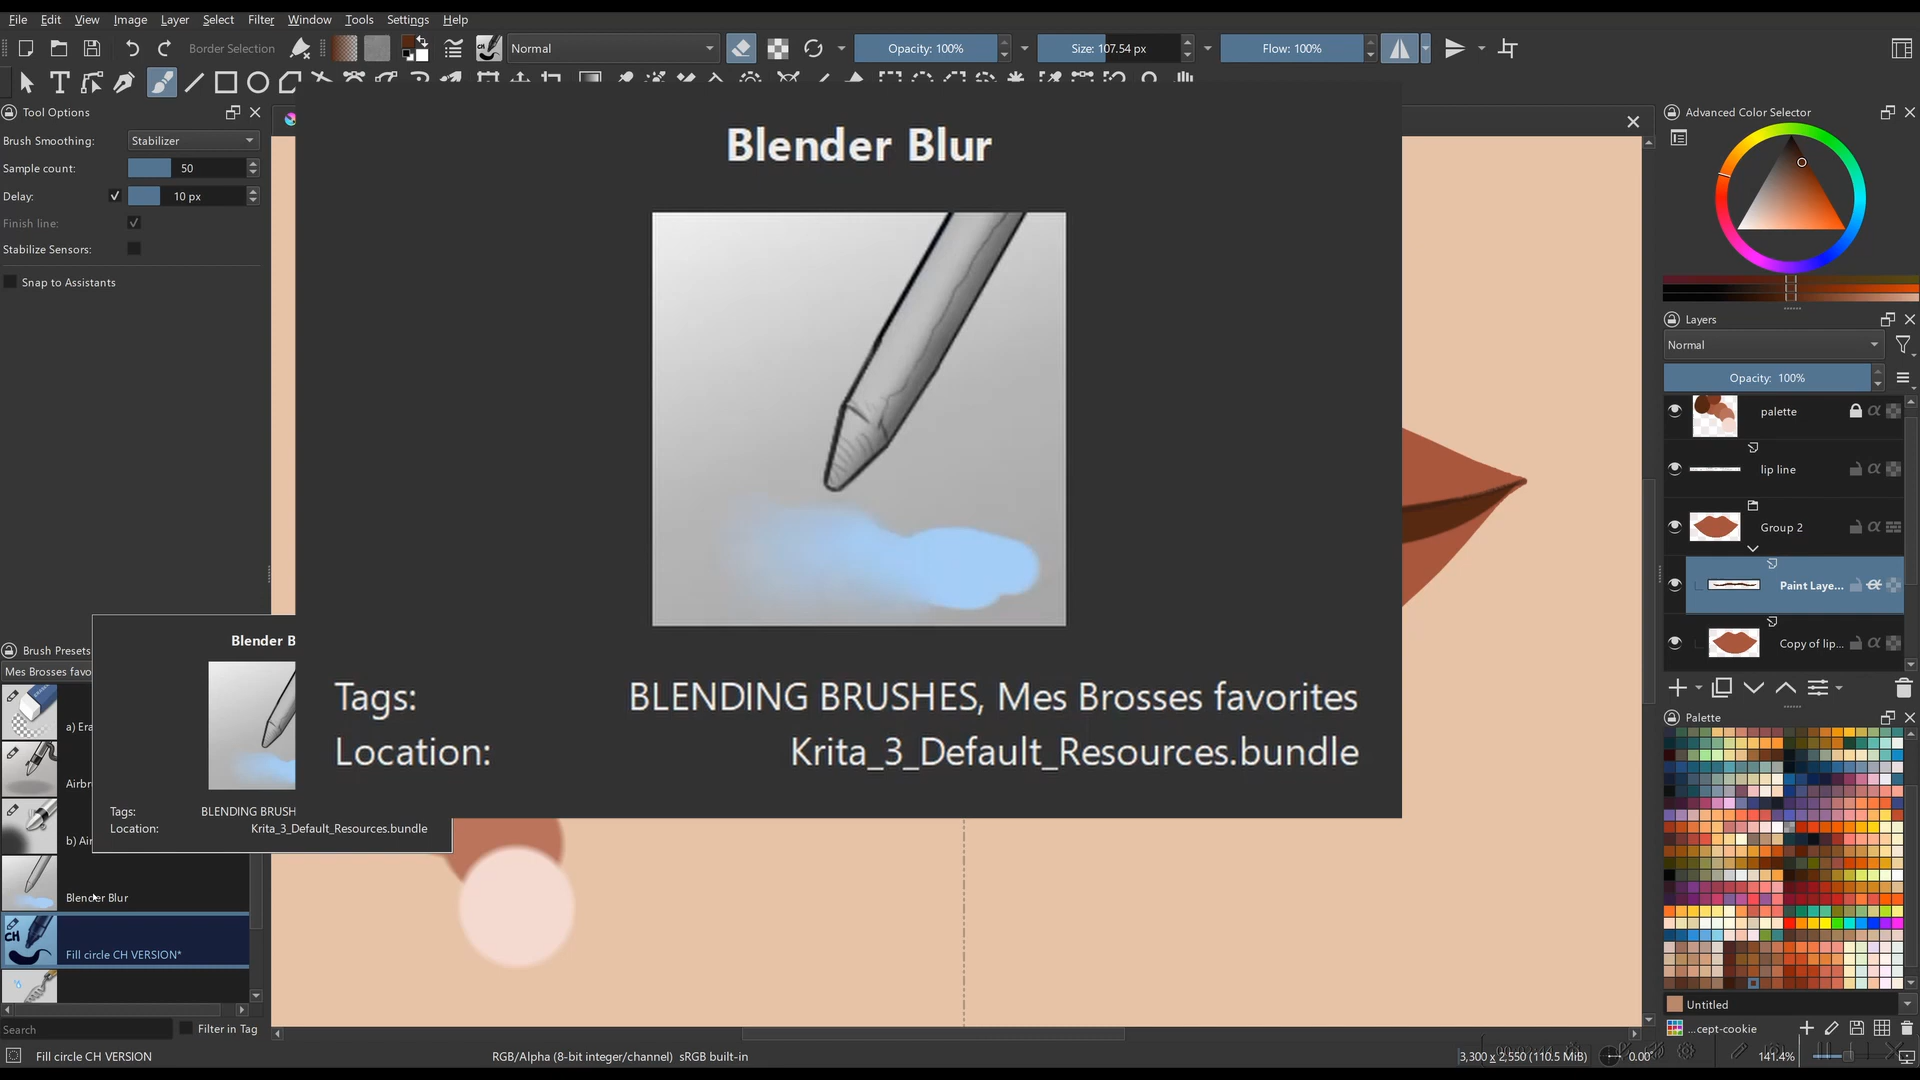 File Edit View Image Layer Select Filter Tools Settings Window Help
Border Selection
Normal
Opacity: 100%
Size: 107.54 px
Flow: 100%
Tool Options
Brush Smoothing: Stabilizer
Sample count: 50
Delay: 10 px
Finish line:
Stabilize Sensors:
Snap to Assistants
Blender Blur
Tags: BLENDING BRUSHES, Mes Brosses favorites
Location: Krita_3_Default_Resources.bundle
Brush Presets
Mes Brosses favo
a) Era
Airbr
b) Air
Blender B
Tags: BLENDING BRUSH
Location: Krita_3_Default_Resources.bundle
Blender Blur
CH
Fill circle CH VERSION*
Search
Filter in Tag
Fill circle CH VERSION
RGB/Alpha (8-bit integer/channel) sRGB built-in
3,300 x 2,550 (110.5 MiB)
0.00°
141.4%
Advanced Color Selector
Layers
Normal
Opacity: 100%
palette
lip line
Group 2
Paint Laye...
Copy of lip...
Palette
Untitled
...cept-cookie